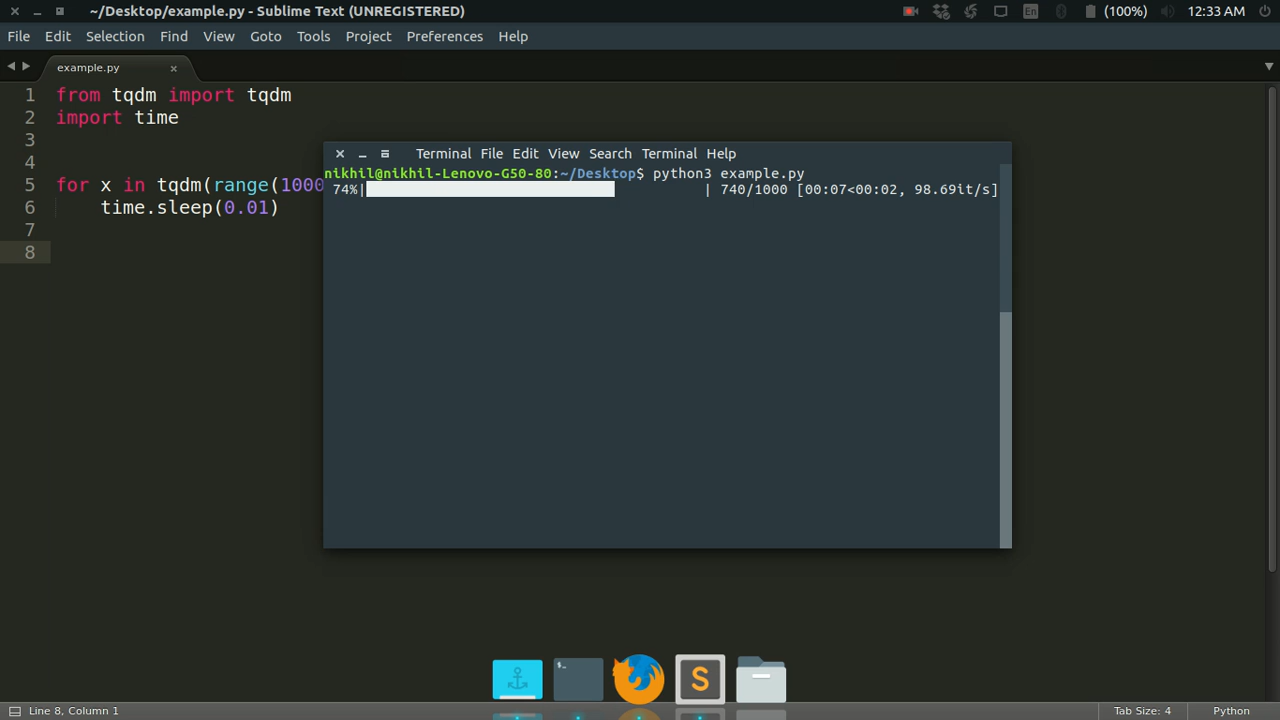 ~/Desktop/example.py - Sublime Text (UNREGISTERED)
En (100%) 12:33 AM
File Edit Selection Find View Goto Tools Project Preferences Help
example.py
1 from tqdm import tqdm
2 import time
3
4
5 for x in tqdm(range(1000
6 time.sleep(0.01)
7
8
Terminal File Edit View Search Terminal Help
nikhil@nikhil-Lenovo-G50-80:~/Desktop$ python3 example.py
74%| | 740/1000 [00:07<00:02, 98.69it/s]
$_
S
Line 8, Column 1
Tab Size: 4 Python